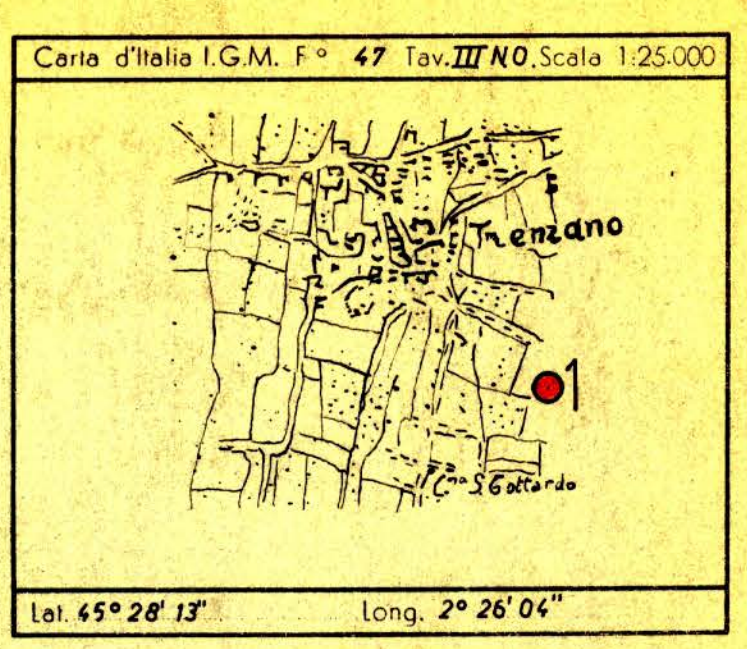 Carta d'Italia I.G.M. F° 47 Tav. III NO. Scala 1:25.000
Trenzano
1
C.na S. Gottardo
Lat. 45° 28' 13" Long. 2° 26' 04"